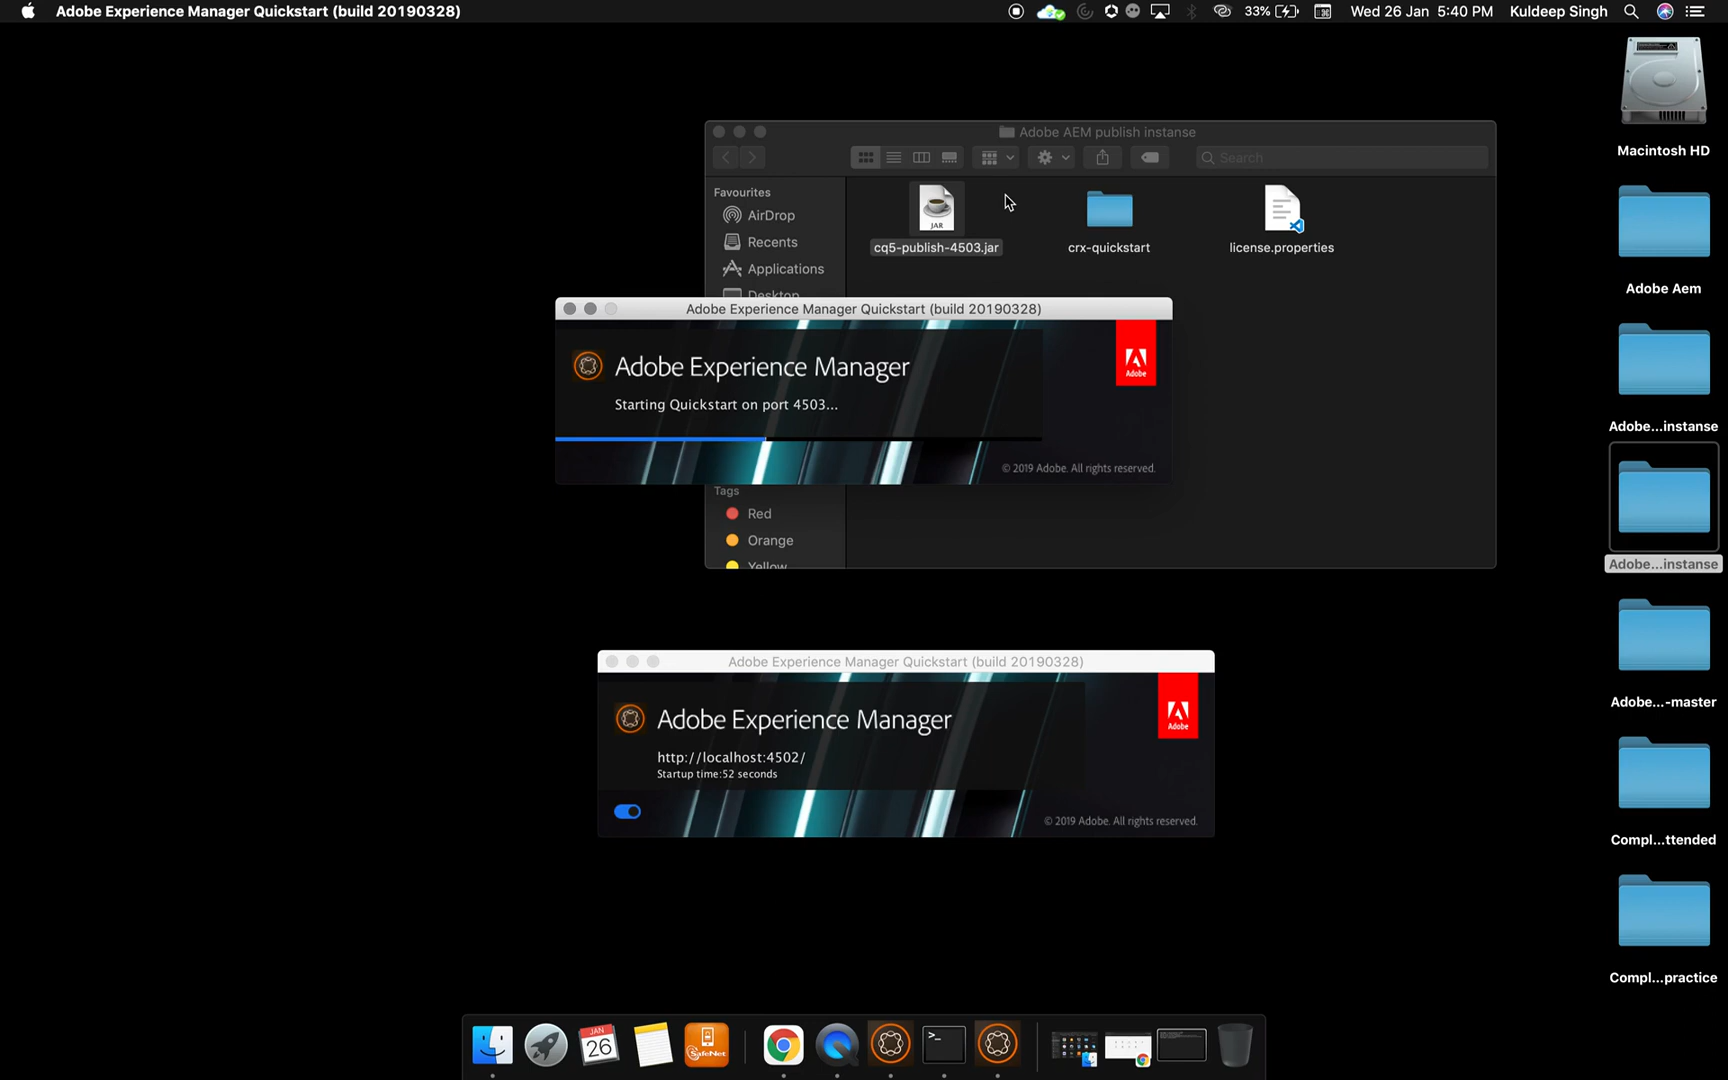 Adobe Experience Manager Quickstart (build 20190328)
33%
Wed 26 Jan 5:40 PM
Kuldeep Singh
Macintosh HD
Adobe Aem
Adobe...instanse
Adobe...instanse
Adobe...-master
Compl...ttended
Compl...practice
Adobe AEM publish instanse
Search
Favourites
AirDrop
Recents
Applications
Desktop
Tags
Red
Orange
Yellow
JAR
cq5-publish-4503.jar
crx-quickstart
license.properties
Adobe Experience Manager Quickstart (build 20190328)
Adobe Experience Manager
Starting Quickstart on port 4503...
Adobe
© 2019 Adobe. All rights reserved.
Adobe Experience Manager Quickstart (build 20190328)
Adobe Experience Manager
http://localhost:4502/
Startup time:52 seconds
Adobe
© 2019 Adobe. All rights reserved.
JAN
26
SafeNet